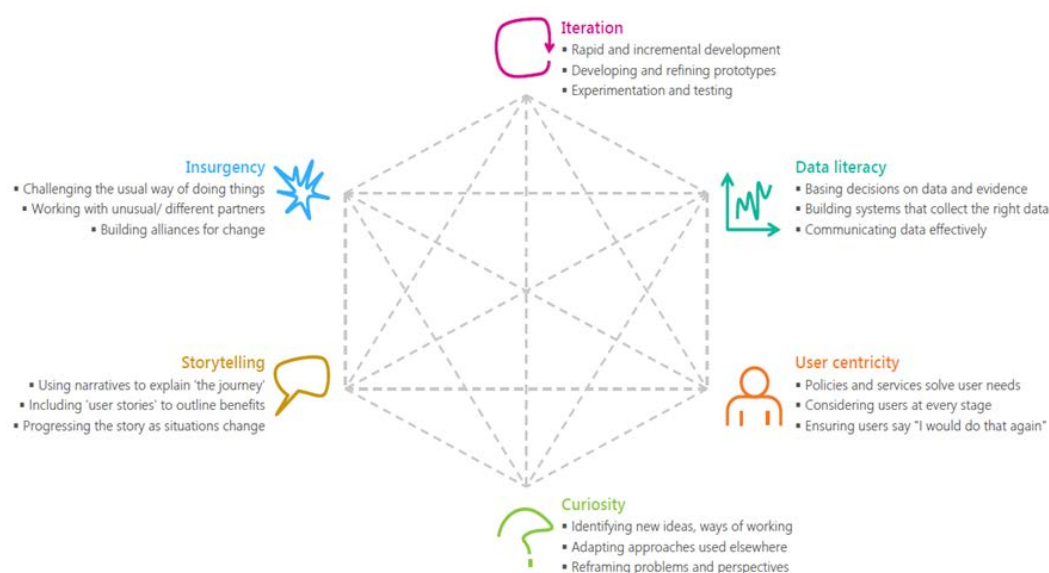 Iteration
▪ Rapid and incremental development
▪ Developing and refining prototypes
▪ Experimentation and testing
Insurgency
▪ Challenging the usual way of doing things
▪ Working with unusual/ different partners
▪ Building alliances for change
Data literacy
▪ Basing decisions on data and evidence
▪ Building systems that collect the right data
▪ Communicating data effectively
Storytelling
▪ Using narratives to explain 'the journey'
▪ Including 'user stories' to outline benefits
▪ Progressing the story as situations change
User centricity
▪ Policies and services solve user needs
▪ Considering users at every stage
▪ Ensuring users say "I would do that again"
Curiosity
▪ Identifying new ideas, ways of working
▪ Adapting approaches used elsewhere
▪ Reframing problems and perspectives